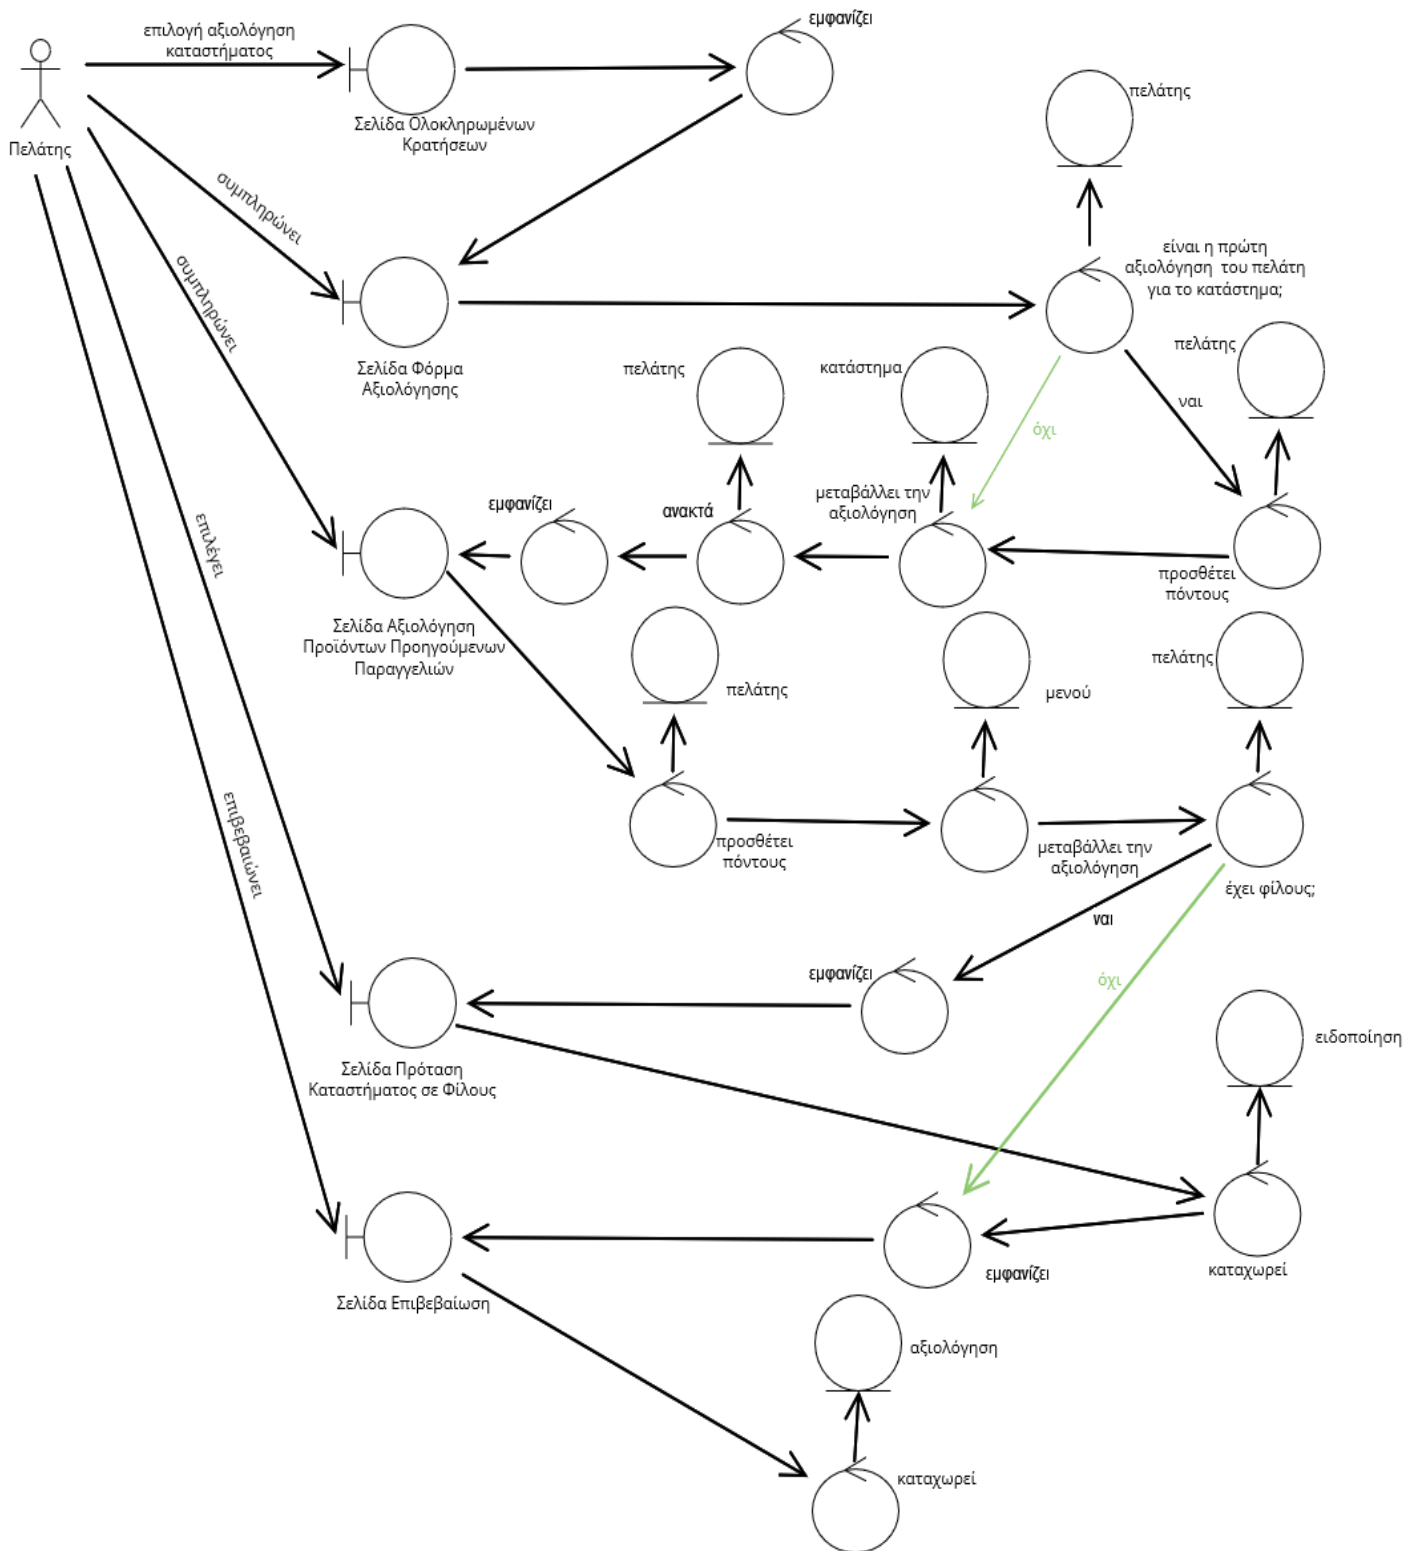 εμφανίζει
επιλογή αξιολόγηση
καταστήματος
πελάτης
Σελίδα Ολοκληρωμένων
Κρατήσεων
Πελάτης
συμπληρώνει
είναι η πρώτη
αξιολόγηση του πελάτη
για το κατάστημα;
συμπληρώνει
πελάτης
Σελίδα Φόρμα
Αξιολόγησης
πελάτης
κατάστημα
ναι
όχι
μεταβάλλει την
αξιολόγηση
εμφανίζει
ανακτά
επιλέγει
προσθέτει
πόντους
Σελίδα Αξιολόγηση
Προϊόντων Προηγούμενων
Παραγγελιών
πελάτης
μενού
πελάτης
επιβεβαιώνει
προσθέτει
πόντους
μεταβάλλει την
αξιολόγηση
έχει φίλους;
ναι
εμφανίζει
όχι
ειδοποίηση
Σελίδα Πρόταση
Καταστήματος σε Φίλους
καταχωρεί
εμφανίζει
Σελίδα Επιβεβαίωση
αξιολόγηση
καταχωρεί